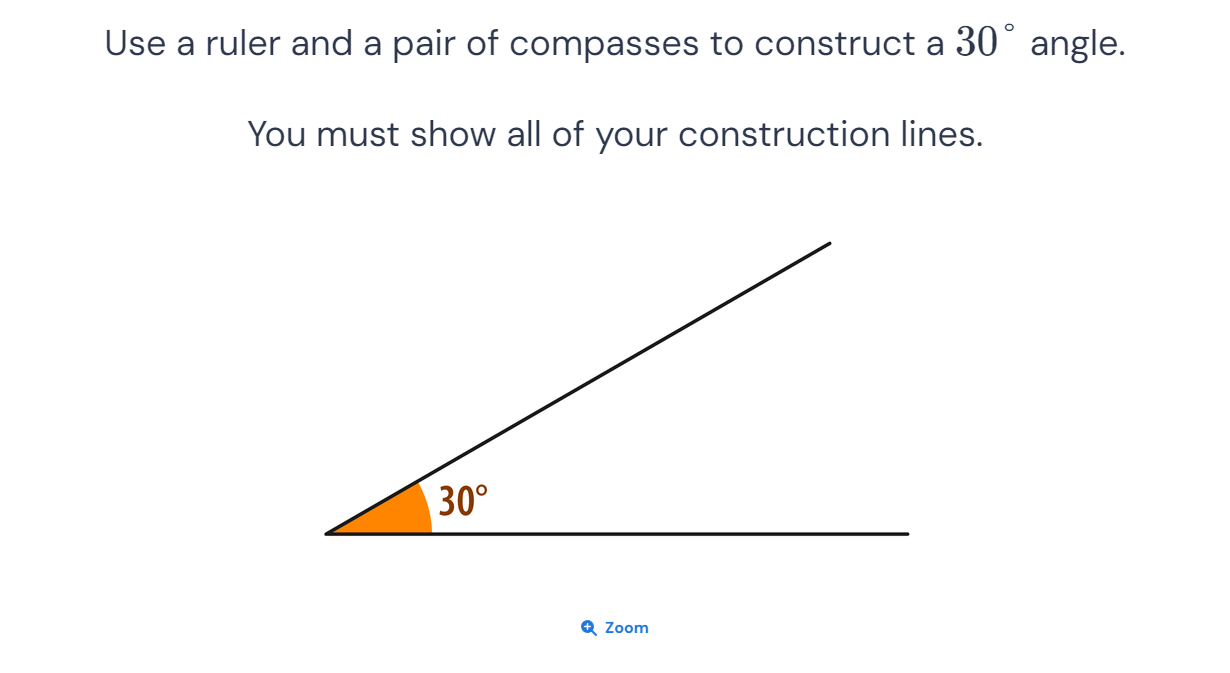 Use a ruler and a pair of compasses to construct a 30° angle.
You must show all of your construction lines.
30°
Zoom